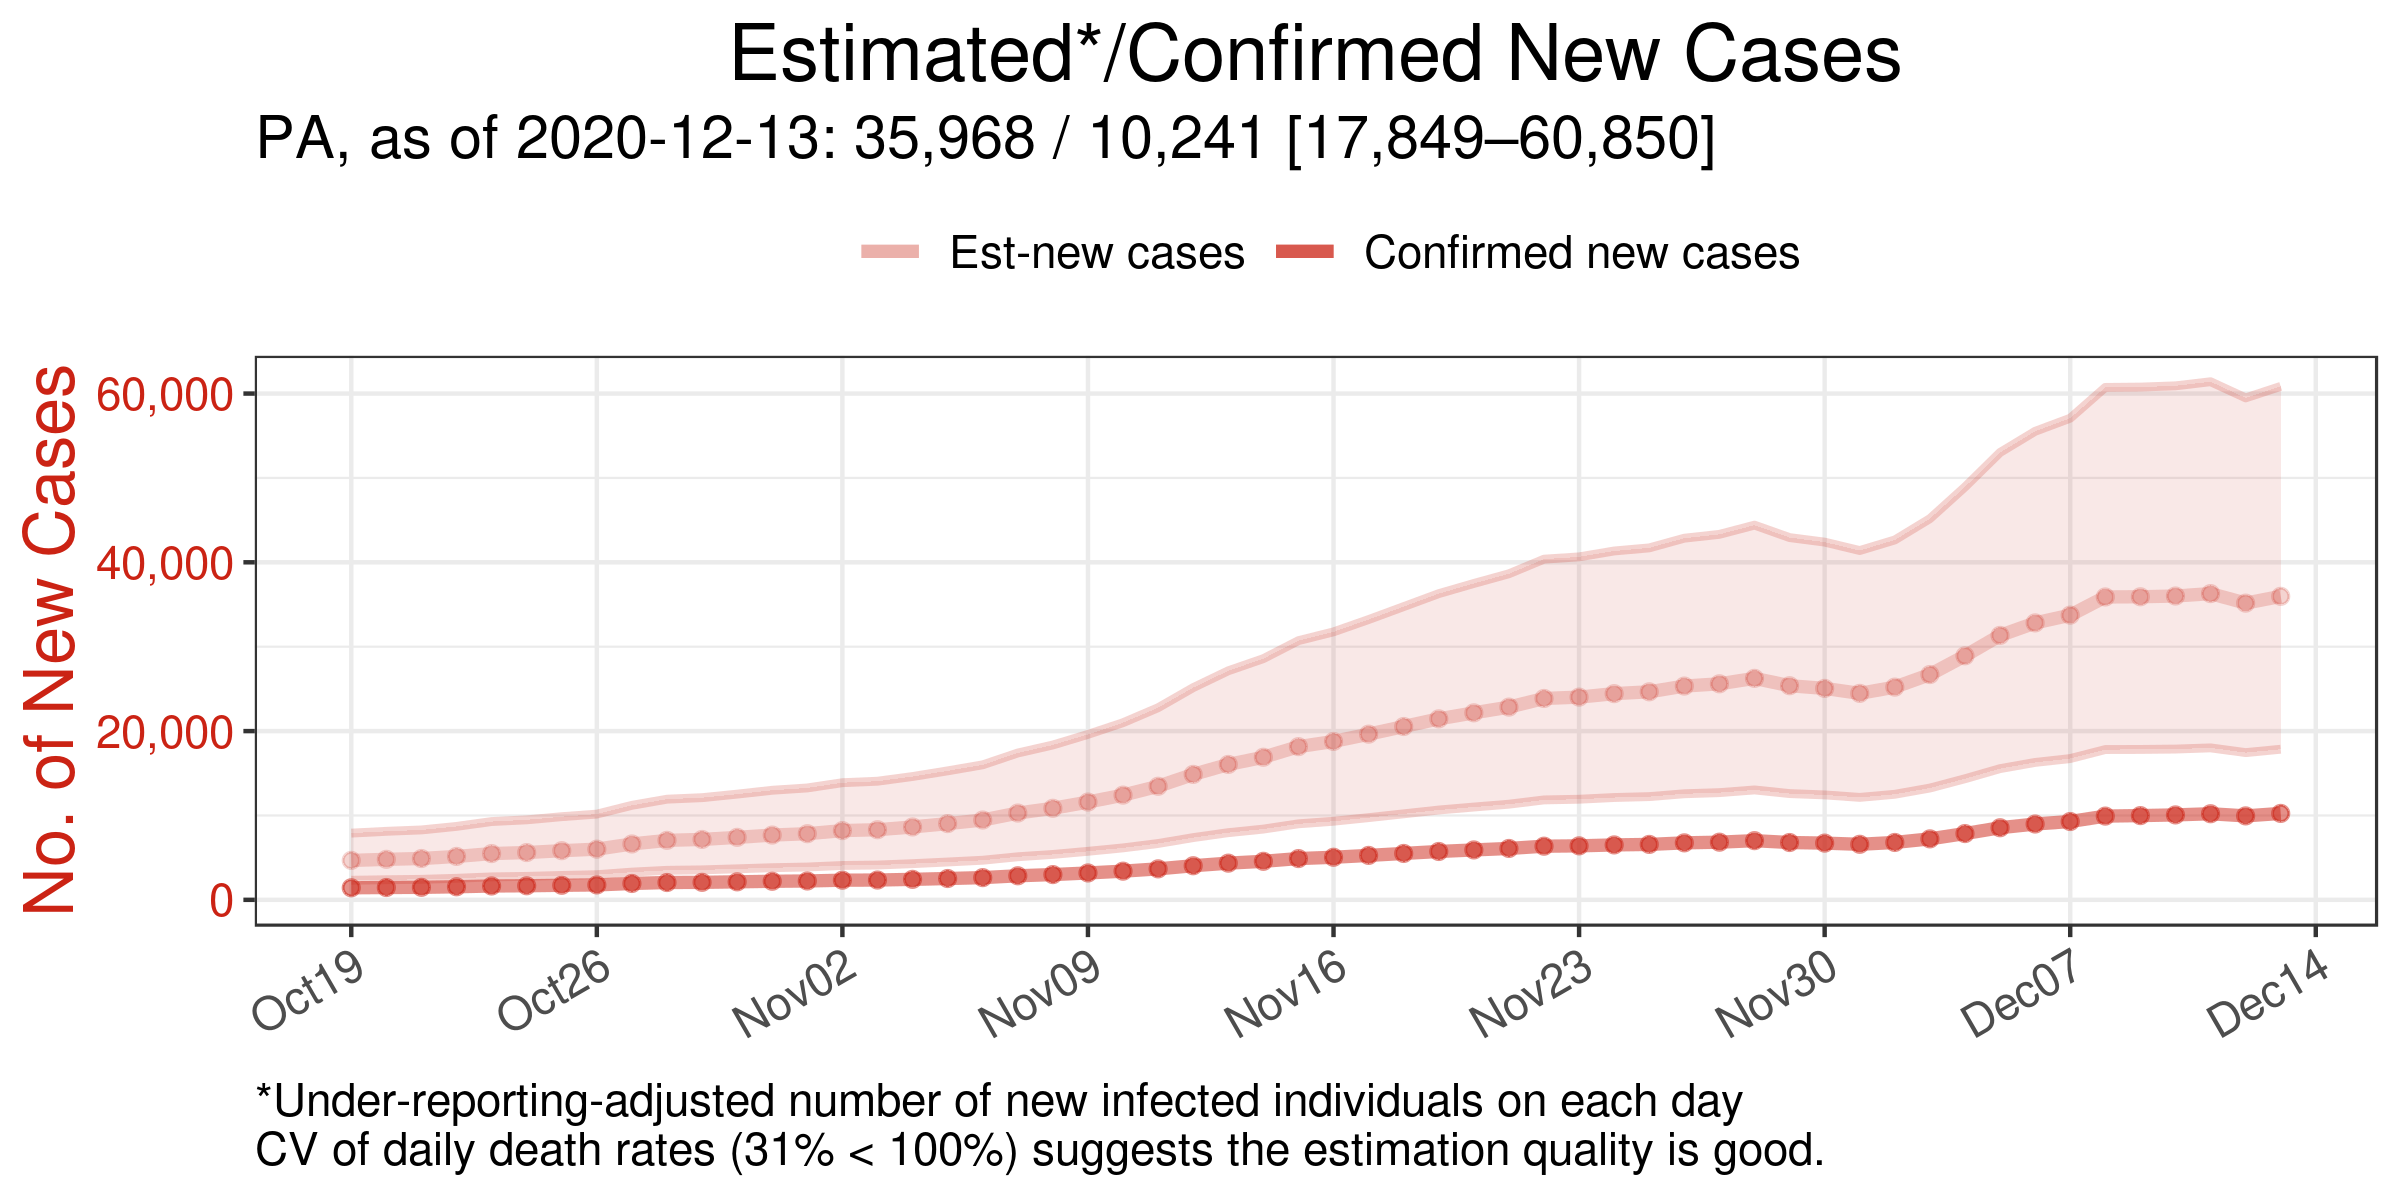 Estimated*/Confirmed New Cases
PA, as of 2020-12-13: 35,968 / 10,241 [17,849–60,850]
Est-new cases
Confirmed new cases
No. of New Cases
60,000
40,000
20,000
0
Oct19
Oct26
Nov02
Nov09
Nov16
Nov23
Nov30
Dec07
Dec14
*Under-reporting-adjusted number of new infected individuals on each day
CV of daily death rates (31% < 100%) suggests the estimation quality is good.